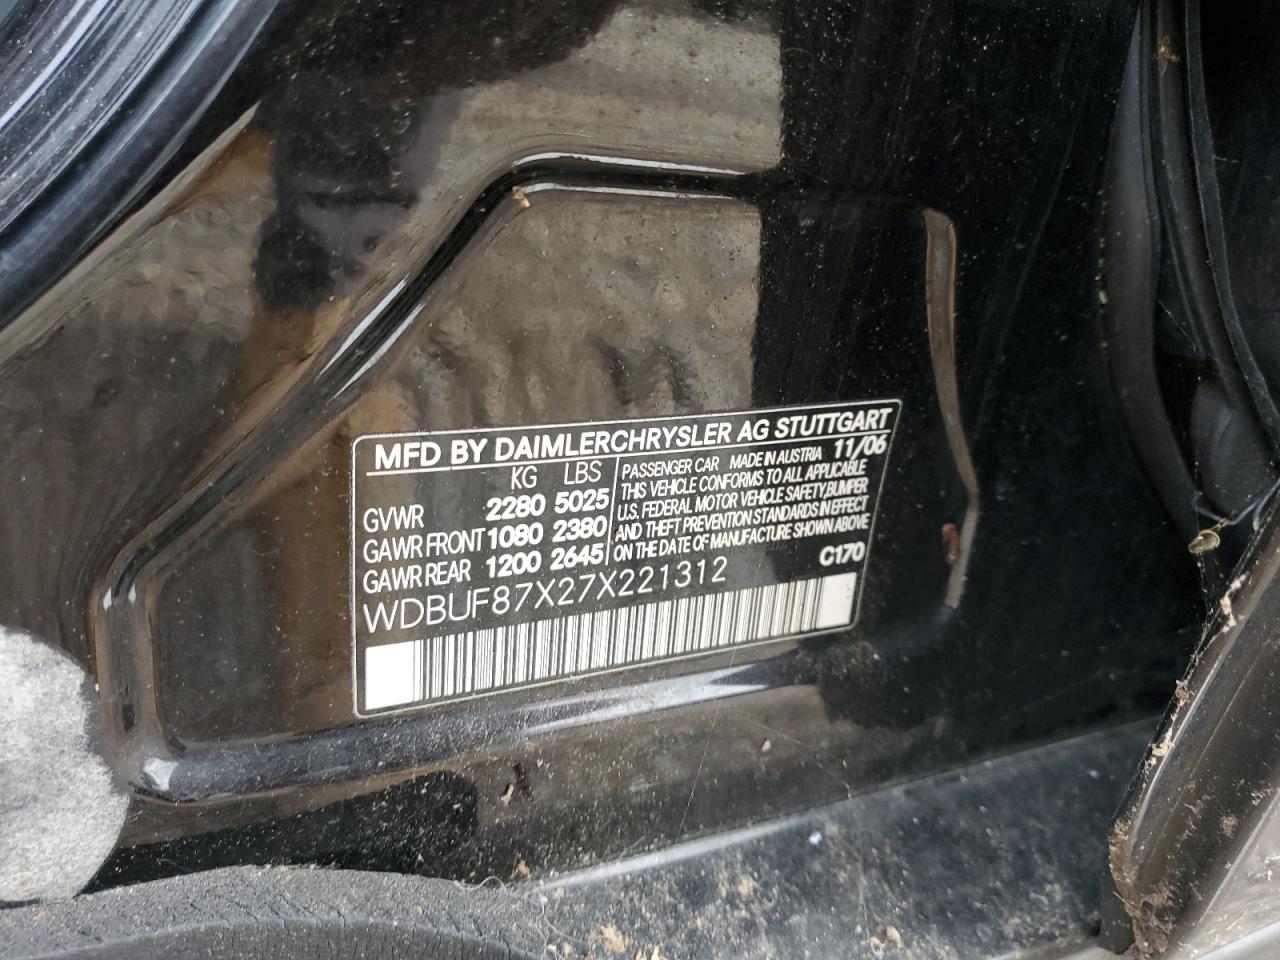 MFD BY DAIMLERCHRYSLER AG STUTTGART
KG LBS
GVWR 2280 5025
GAWR FRONT 1080 2380
GAWR REAR 1200 2645
PASSENGER CAR MADE IN AUSTRIA 11/06
THIS VEHICLE CONFORMS TO ALL APPLICABLE
U.S. FEDERAL MOTOR VEHICLE SAFETY, BUMPER
AND THEFT PREVENTION STANDARDS IN EFFECT
ON THE DATE OF MANUFACTURE SHOWN ABOVE
C170
WDBUF87X27X221312